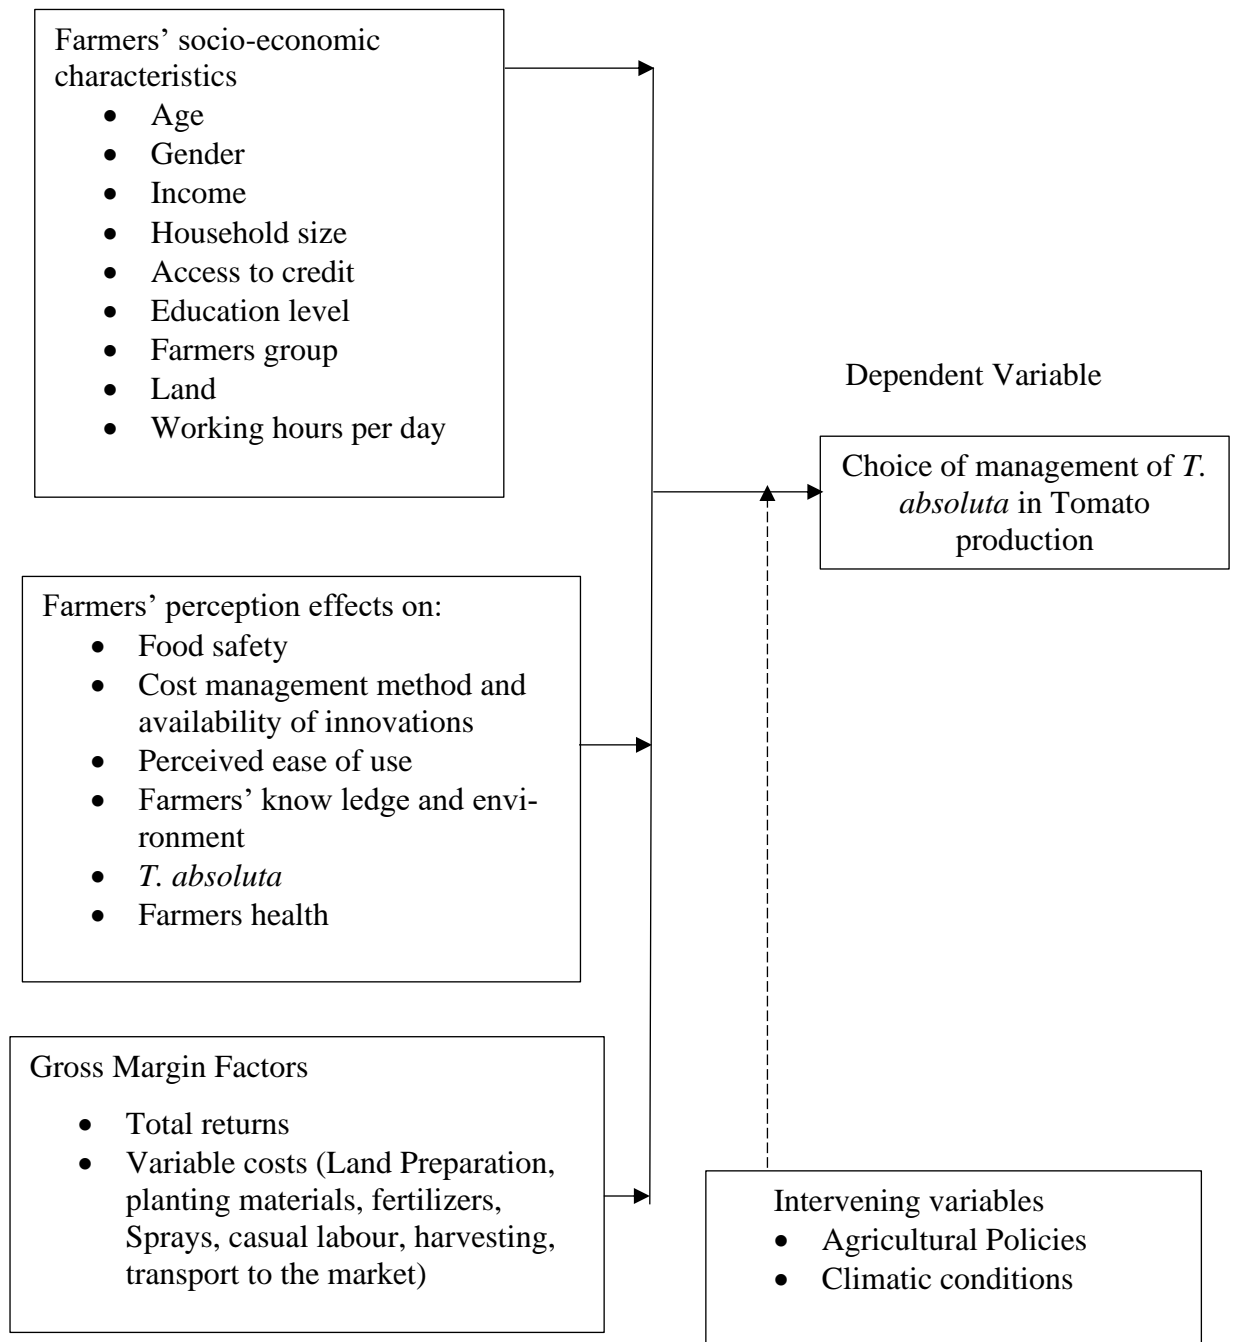 Farmers’ socio-economic
characteristics
• Age
• Gender
• Income
• Household size
• Access to credit
• Education level
• Farmers group
• Land
• Working hours per day
Dependent Variable
Choice of management of T.
absoluta in Tomato
production
Farmers’ perception effects on:
• Food safety
• Cost management method and
availability of innovations
• Perceived ease of use
• Farmers’ know ledge and envi-
ronment
• T. absoluta
• Farmers health
Gross Margin Factors
• Total returns
• Variable costs (Land Preparation,
planting materials, fertilizers,
Sprays, casual labour, harvesting,
transport to the market)
Intervening variables
• Agricultural Policies
• Climatic conditions